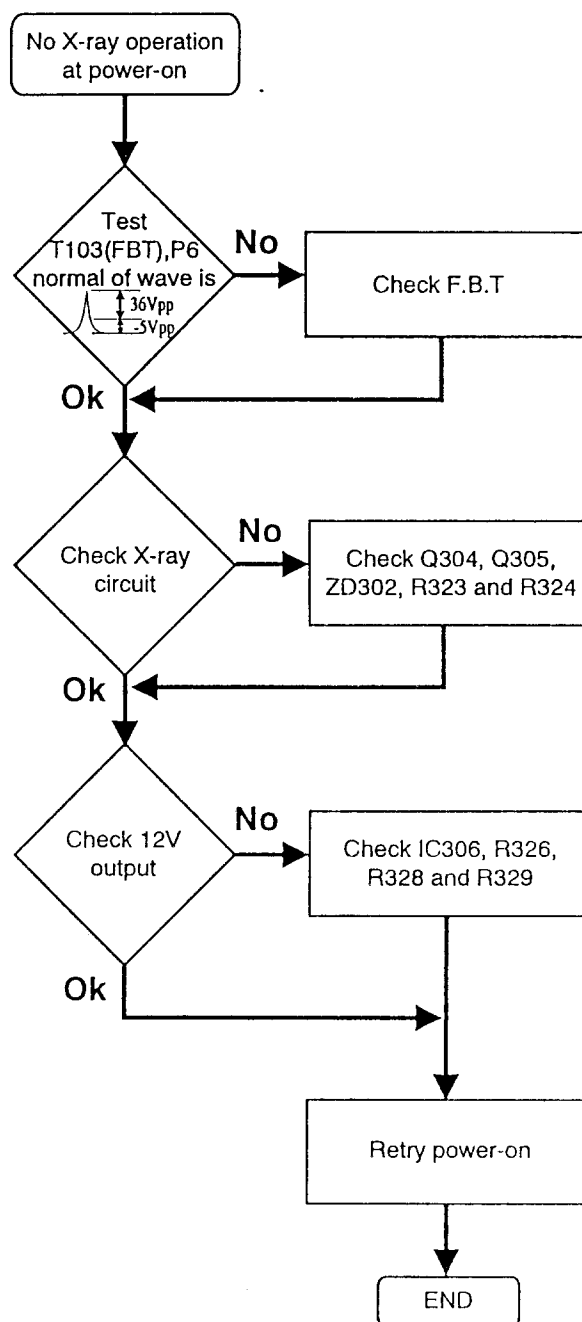 No X-ray operation
at power-on
Test
T103(FBT),P6
normal of wave is
36Vpp
-5Vpp
No
Check F.B.T
Ok
Check X-ray
circuit
No
Check Q304, Q305,
ZD302, R323 and R324
Ok
Check 12V
output
No
Check IC306, R326,
R328 and R329
Ok
Retry power-on
END